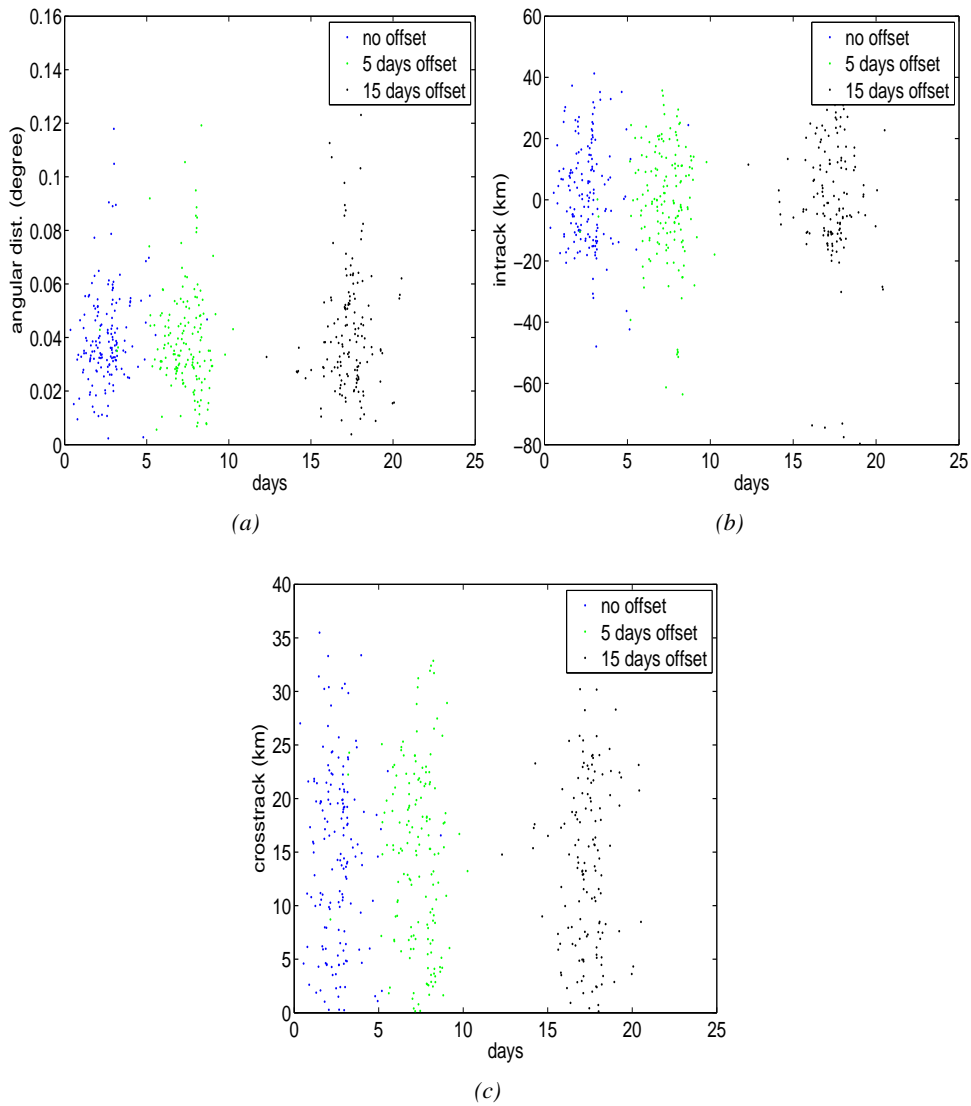 0.16
0.14
0.12
0.1
0.08
0.06
0.04
0.02
0
angular dist. (degree)
no offset
5 days offset
15 days offset
0 5 10 15 20 25
days
(a)
60
40
20
0
−20
−40
−60
−80
intrack (km)
no offset
5 days offset
15 days offset
0 5 10 15 20 25
days
(b)
40
35
30
25
20
15
10
5
0
crosstrack (km)
no offset
5 days offset
15 days offset
0 5 10 15 20 25
days
(c)